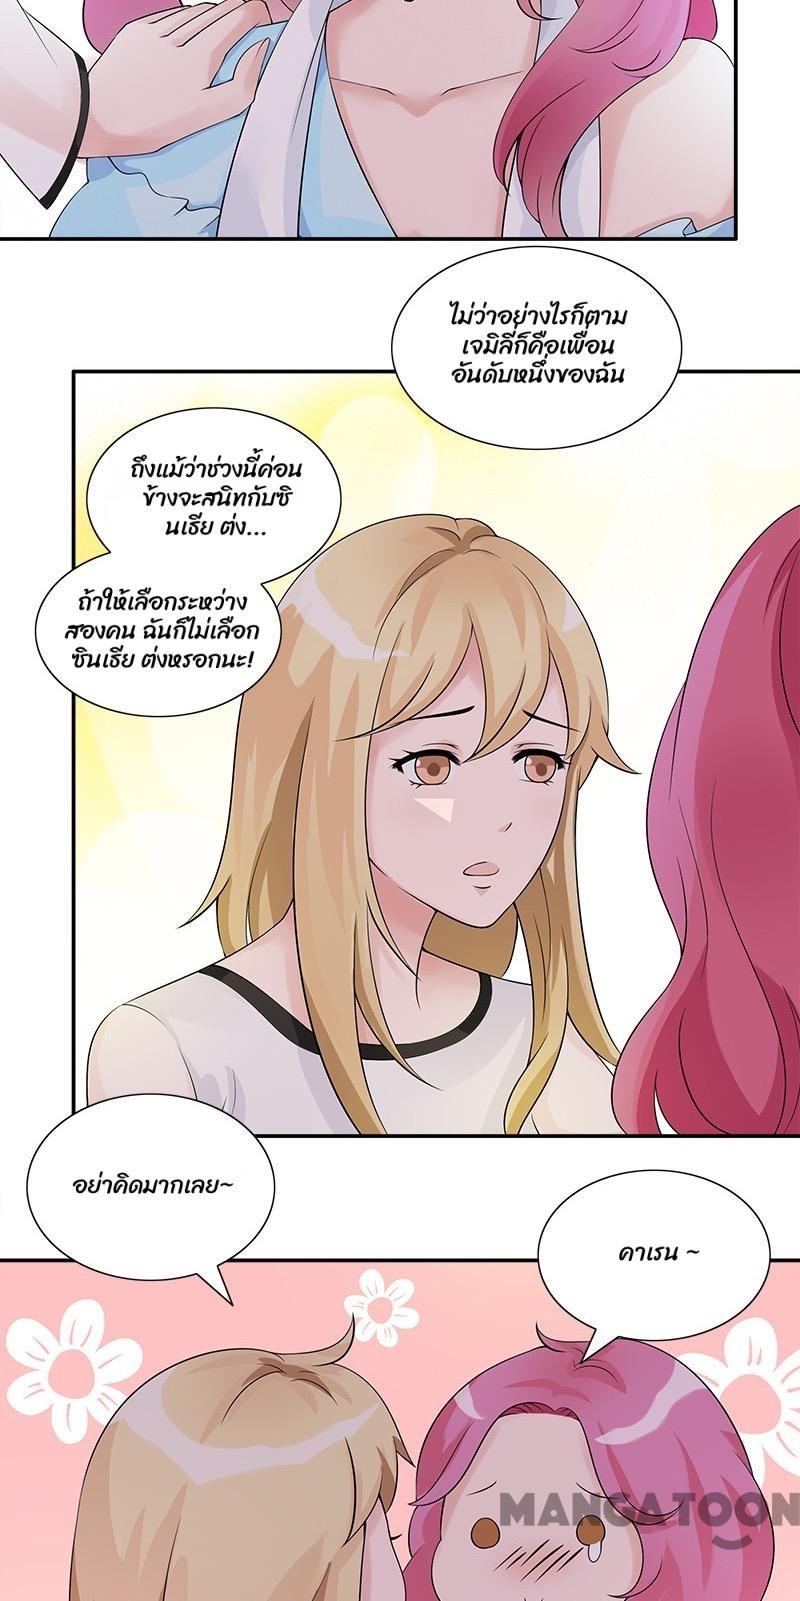 ไม่ว่าอย่างไรก็ตาม
เจมิลี่ก็คือเพื่อน
อันดับหนึ่งของฉัน
ถึงแม้ว่าช่วงนี้ค่อน
ข้างจะสนิทกับซิ
นเธีย ต่ง...
ถ้าให้เลือกระหว่าง
สองคน ฉันก็ไม่เลือก
ซินเธีย ต่งหรอกนะ!
อย่าคิดมากเลย~
คาเรน ~
MANGATOON